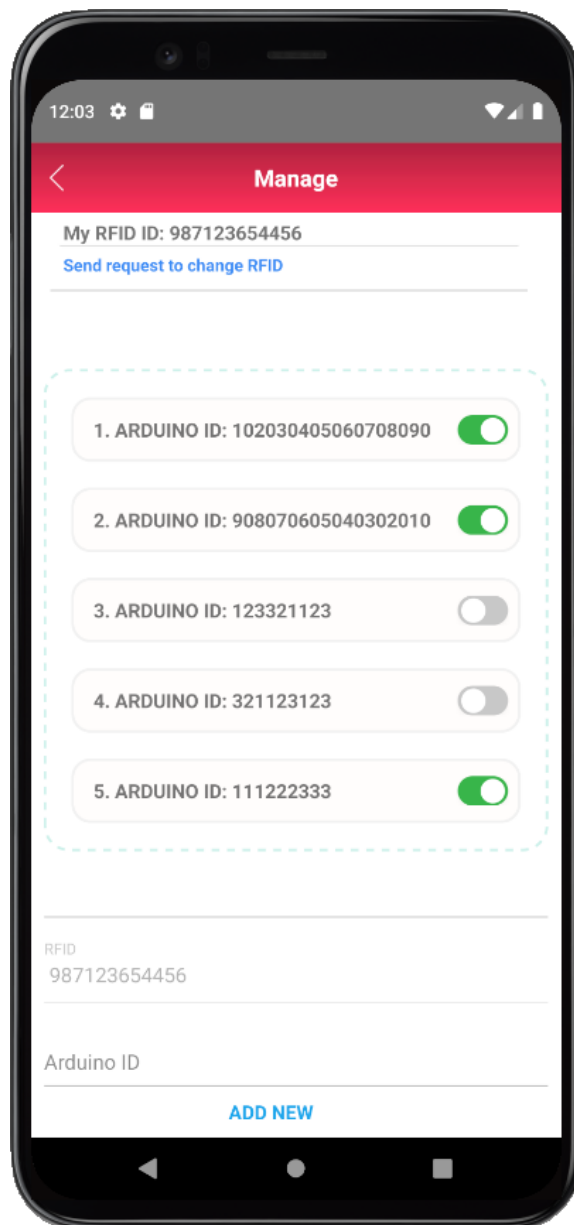 12:03
Manage
My RFID ID: 987123654456
Send request to change RFID
1. ARDUINO ID: 102030405060708090
2. ARDUINO ID: 908070605040302010
3. ARDUINO ID: 123321123
4. ARDUINO ID: 321123123
5. ARDUINO ID: 111222333
RFID
987123654456
Arduino ID
ADD NEW